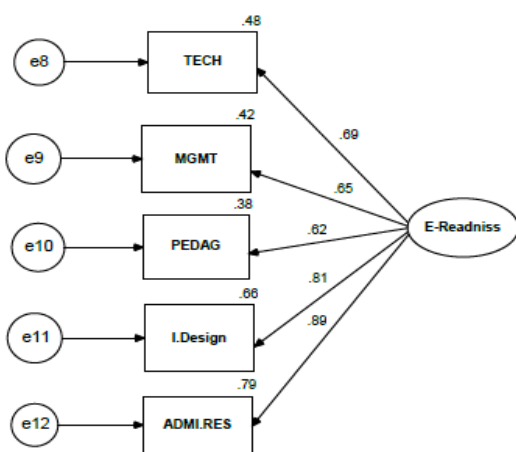 .48
e8
TECH
.69
.42
e9
MGMT
.65
.38
e10
PEDAG
.62
E-Readniss
.81
.66
e11
I.Design
.89
.79
e12
ADMI.RES